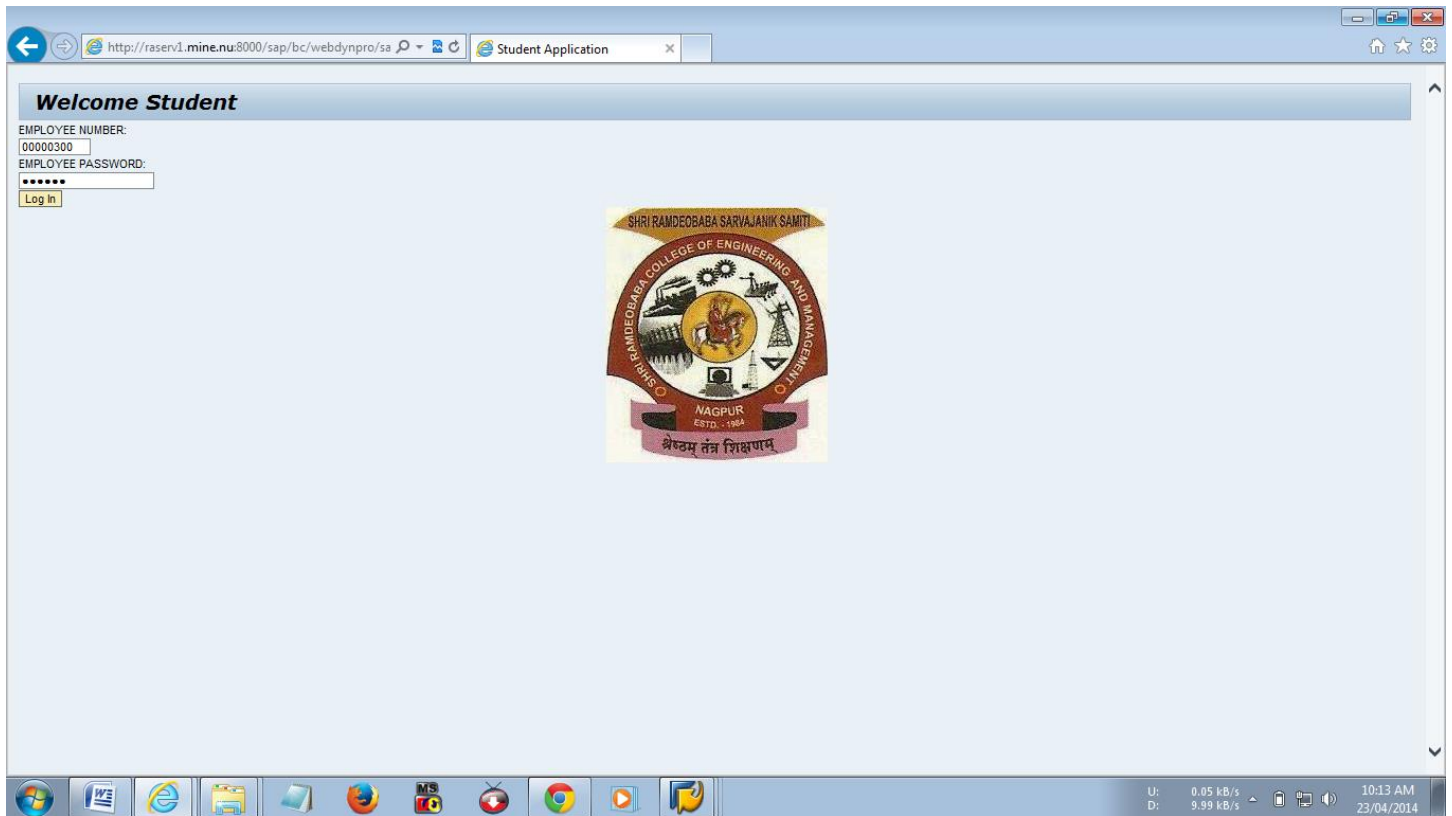 http://raserv1.mine.nu:8000/sap/bc/webdynpro/sa
Student Application
Welcome Student
EMPLOYEE NUMBER:
00000300
EMPLOYEE PASSWORD:
••••••
Log In
SHRI RAMDEOBABA SARVAJANIK SAMITI
SHRI RAMDEOBABA COLLEGE OF ENGINEERING AND MANAGEMENT
NAGPUR
ESTD. - 1984
श्रेष्ठम् तंत्र शिक्षणम्
MS
U: 0.05 kB/s
D: 9.99 kB/s
10:13 AM
23/04/2014